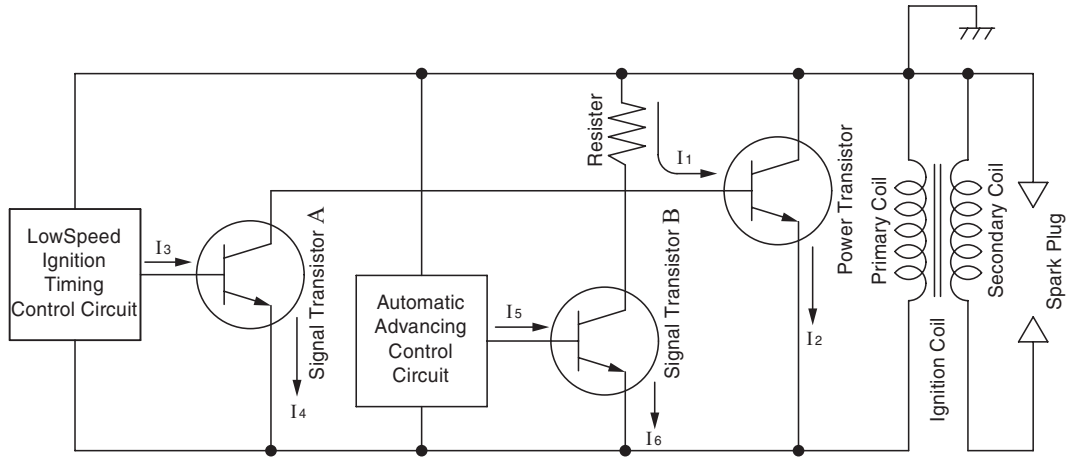 LowSpeed
Ignition
Timing
Control Circuit
I3
Signal Transistor A
I4
Automatic
Advancing
Control
Circuit
I5
Resister
I1
Signal Transistor B
I6
Power Transistor
I2
Primary Coil
Ignition Coil
Secondary Coil
Spark Plug